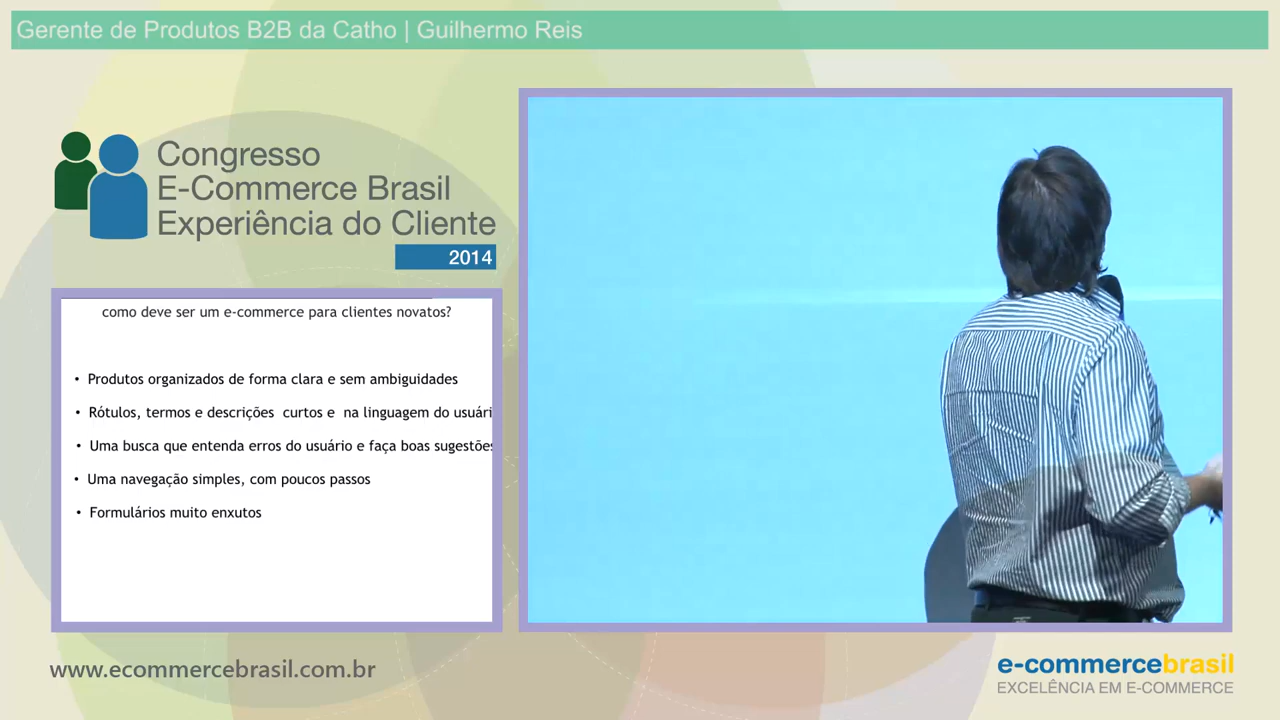 Gerente de Produtos B2B da Catho | Guilhermo Reis
Congresso
E-Commerce Brasil
Experiência do Cliente
2014
como deve ser um e-commerce para clientes novatos?
• Produtos organizados de forma clara e sem ambiguidades
• Rótulos, termos e descrições curtos e na linguagem do usuári
• Uma busca que entenda erros do usuário e faça boas sugestões
• Uma navegação simples, com poucos passos
• Formulários muito enxutos
www.ecommercebrasil.com.br
e-commercebrasil
EXCELÊNCIA EM E-COMMERCE